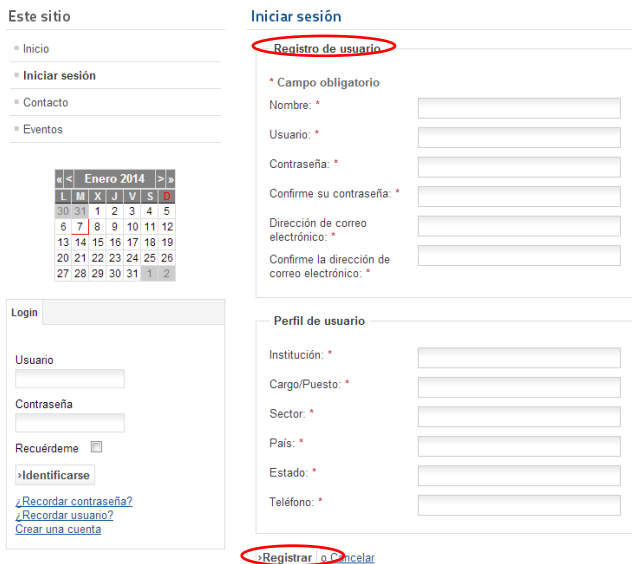 Este sitio
Inicio
Iniciar sesión
Contacto
Eventos
« < Enero 2014 > »
L M X J V S D
30 31 1 2 3 4 5
6 7 8 9 10 11 12
13 14 15 16 17 18 19
20 21 22 23 24 25 26
27 28 29 30 31 1 2
Login
Usuario
Contraseña
Recuérdeme
›Identificarse
¿Recordar contraseña?
¿Recordar usuario?
Crear una cuenta
Iniciar sesión
Registro de usuario
* Campo obligatorio
Nombre: *
Usuario: *
Contraseña: *
Confirme su contraseña: *
Dirección de correo
electrónico: *
Confirme la dirección de
correo electrónico: *
Perfil de usuario
Institución: *
Cargo/Puesto: *
Sector: *
País: *
Estado: *
Teléfono: *
›Registrar o Cancelar